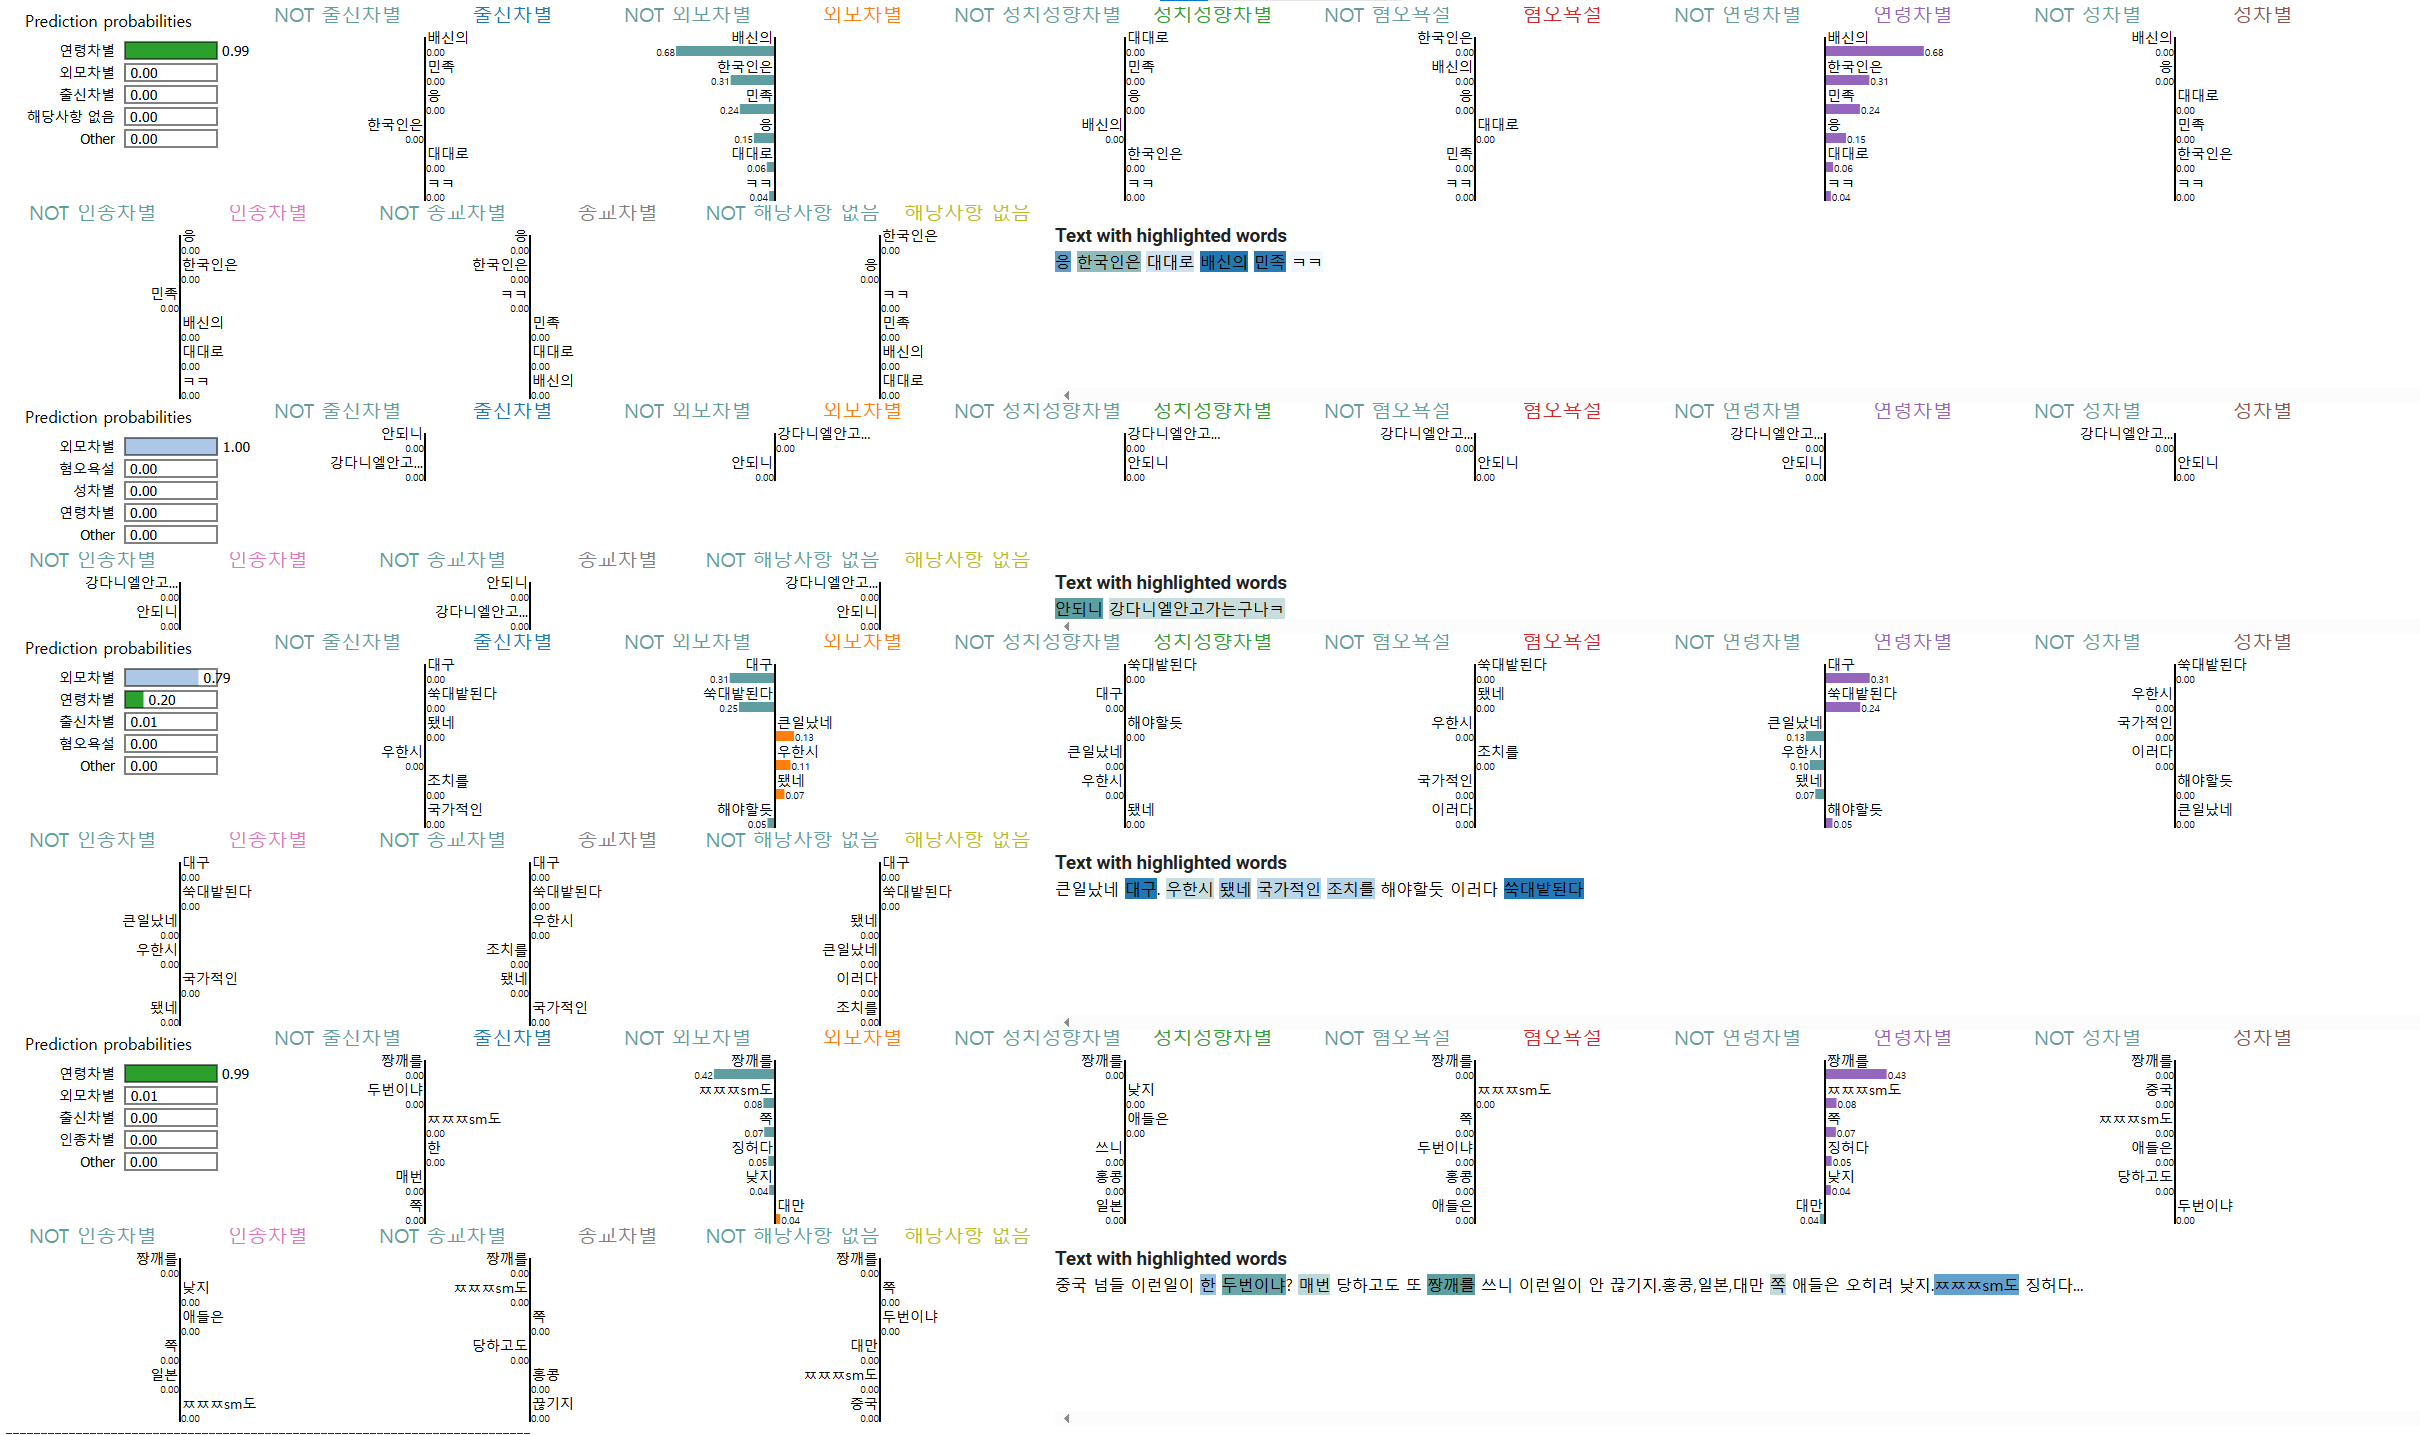 Prediction probabilities
연령차별 0.99
외모차별 0.00
출신차별 0.00
해당사항 없음 0.00
Other 0.00
NOT 출신차별 출신차별
배신의
0.00
민족
0.00
응
0.00
한국인은
0.00
대대로
0.00
ㅋㅋ
0.00
NOT 외모차별 외모차별
배신의
0.68
한국인은
0.31
민족
0.24
응
0.15
대대로
0.06
ㅋㅋ
0.04
NOT 정치성향차별 정치성향차별
대대로
0.00
민족
0.00
응
0.00
배신의
0.00
한국인은
0.00
ㅋㅋ
0.00
NOT 혐오욕설 혐오욕설
한국인은
0.00
배신의
0.00
응
0.00
대대로
0.00
민족
0.00
ㅋㅋ
0.00
NOT 연령차별 연령차별
배신의
0.68
한국인은
0.31
민족
0.24
응
0.15
대대로
0.06
ㅋㅋ
0.04
NOT 성차별 성차별
배신의
0.00
응
0.00
대대로
0.00
민족
0.00
한국인은
0.00
ㅋㅋ
0.00
NOT 인종차별 인종차별
응
0.00
한국인은
0.00
민족
0.00
배신의
0.00
대대로
0.00
ㅋㅋ
0.00
NOT 종교차별 종교차별
응
0.00
한국인은
0.00
ㅋㅋ
0.00
민족
0.00
대대로
0.00
배신의
0.00
NOT 해당사항 없음 해당사항 없음
한국인은
0.00
응
0.00
ㅋㅋ
0.00
민족
0.00
배신의
0.00
대대로
0.00
Text with highlighted words
응 한국인은 대대로 배신의 민족 ㅋㅋ
Prediction probabilities
외모차별 1.00
혐오욕설 0.00
성차별 0.00
연령차별 0.00
Other 0.00
NOT 출신차별 출신차별
안되니
0.00
강다니엘안고...
0.00
NOT 외모차별 외모차별
강다니엘안고...
0.00
안되니
0.00
NOT 정치성향차별 정치성향차별
강다니엘안고...
0.00
안되니
0.00
NOT 혐오욕설 혐오욕설
강다니엘안고...
0.00
안되니
0.00
NOT 연령차별 연령차별
강다니엘안고...
0.00
안되니
0.00
NOT 성차별 성차별
강다니엘안고...
0.00
안되니
0.00
NOT 인종차별 인종차별
강다니엘안고...
0.00
안되니
0.00
NOT 종교차별 종교차별
안되니
0.00
강다니엘안고...
0.00
NOT 해당사항 없음 해당사항 없음
강다니엘안고...
0.00
안되니
0.00
Text with highlighted words
안되니 강다니엘안고가는구나ㅋ
Prediction probabilities
외모차별 0.79
연령차별 0.20
출신차별 0.01
혐오욕설 0.00
Other 0.00
NOT 출신차별 출신차별
대구
0.00
쑥대밭된다
0.00
됐네
0.00
우한시
0.00
조치를
0.00
국가적인
0.00
NOT 외모차별 외모차별
대구
0.31
쑥대밭된다
0.25
큰일났네
0.13
우한시
0.11
됐네
0.07
해야할듯
0.05
NOT 정치성향차별 정치성향차별
쑥대밭된다
0.00
대구
0.00
해야할듯
0.00
큰일났네
0.00
우한시
0.00
됐네
0.00
NOT 혐오욕설 혐오욕설
쑥대밭된다
0.00
됐네
0.00
우한시
0.00
조치를
0.00
국가적인
0.00
이러다
0.00
NOT 연령차별 연령차별
대구
0.31
쑥대밭된다
0.24
큰일났네
0.13
우한시
0.10
됐네
0.07
해야할듯
0.05
NOT 성차별 성차별
쑥대밭된다
0.00
우한시
0.00
국가적인
0.00
이러다
0.00
해야할듯
0.00
큰일났네
0.00
NOT 인종차별 인종차별
대구
0.00
쑥대밭된다
0.00
큰일났네
0.00
우한시
0.00
국가적인
0.00
됐네
0.00
NOT 종교차별 종교차별
대구
0.00
쑥대밭된다
0.00
우한시
0.00
조치를
0.00
됐네
0.00
국가적인
0.00
NOT 해당사항 없음 해당사항 없음
대구
0.00
쑥대밭된다
0.00
됐네
0.00
큰일났네
0.00
이러다
0.00
조치를
0.00
Text with highlighted words
큰일났네 대구. 우한시 됐네 국가적인 조치를 해야할듯 이러다 쑥대밭된다
Prediction probabilities
연령차별 0.99
외모차별 0.01
출신차별 0.00
인종차별 0.00
Other 0.00
NOT 출신차별 출신차별
짱깨를
0.00
두번이냐
0.00
ㅉㅉㅉsm도
0.00
한
0.00
매번
0.00
쪽
0.00
NOT 외모차별 외모차별
짱깨를
0.42
ㅉㅉㅉsm도
0.08
쪽
0.07
징허다
0.05
낮지
0.04
대만
0.04
NOT 정치성향차별 정치성향차별
짱깨를
0.00
낮지
0.00
애들은
0.00
쓰니
0.00
홍콩
0.00
일본
0.00
NOT 혐오욕설 혐오욕설
짱깨를
0.00
ㅉㅉㅉsm도
0.00
쪽
0.00
두번이냐
0.00
홍콩
0.00
애들은
0.00
NOT 연령차별 연령차별
짱깨를
0.43
ㅉㅉㅉsm도
0.08
쪽
0.07
징허다
0.05
낮지
0.04
대만
0.04
NOT 성차별 성차별
짱깨를
0.00
중국
0.00
ㅉㅉㅉsm도
0.00
애들은
0.00
당하고도
0.00
두번이냐
0.00
NOT 인종차별 인종차별
짱깨를
0.00
낮지
0.00
애들은
0.00
쪽
0.00
일본
0.00
ㅉㅉㅉsm도
0.00
NOT 종교차별 종교차별
짱깨를
0.00
ㅉㅉㅉsm도
0.00
쪽
0.00
당하고도
0.00
홍콩
0.00
끊기지
0.00
NOT 해당사항 없음 해당사항 없음
짱깨를
0.00
쪽
0.00
두번이냐
0.00
대만
0.00
ㅉㅉㅉsm도
0.00
중국
0.00
Text with highlighted words
중국 넘들 이런일이 한 두번이냐? 매번 당하고도 또 짱깨를 쓰니 이런일이 안 끊기지.홍콩,일본,대만 쪽 애들은 오히려 낮지.ㅉㅉㅉsm도 징허다...